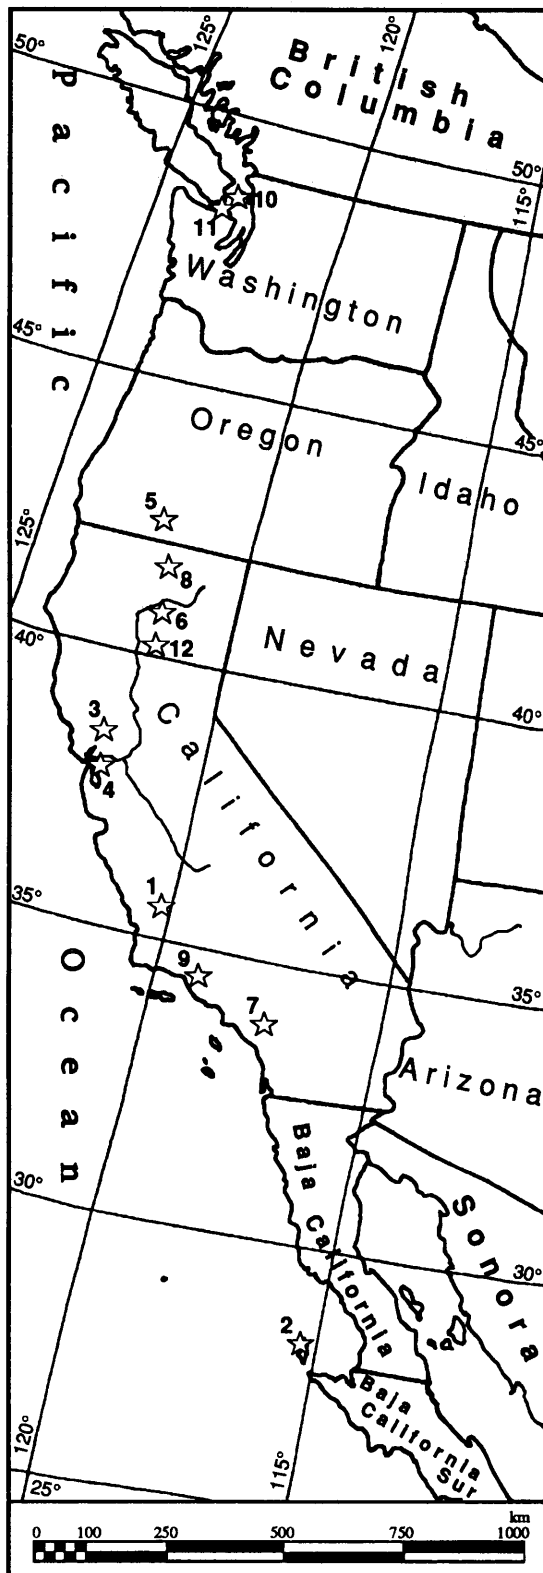 125°
120°
50°
British
Columbia
50°
115°
10
11
Washington
Pacific
45°
Oregon
45°
Idaho
5
125°
8
6
40°
12
Nevada
3
California
40°
4
35°
1
9
35°
7
Ocean
Arizona
30°
Baja California
Sonora
30°
2
Baja
California
Sur
120°
115°
25°
km
0 100 250 500 750 1000